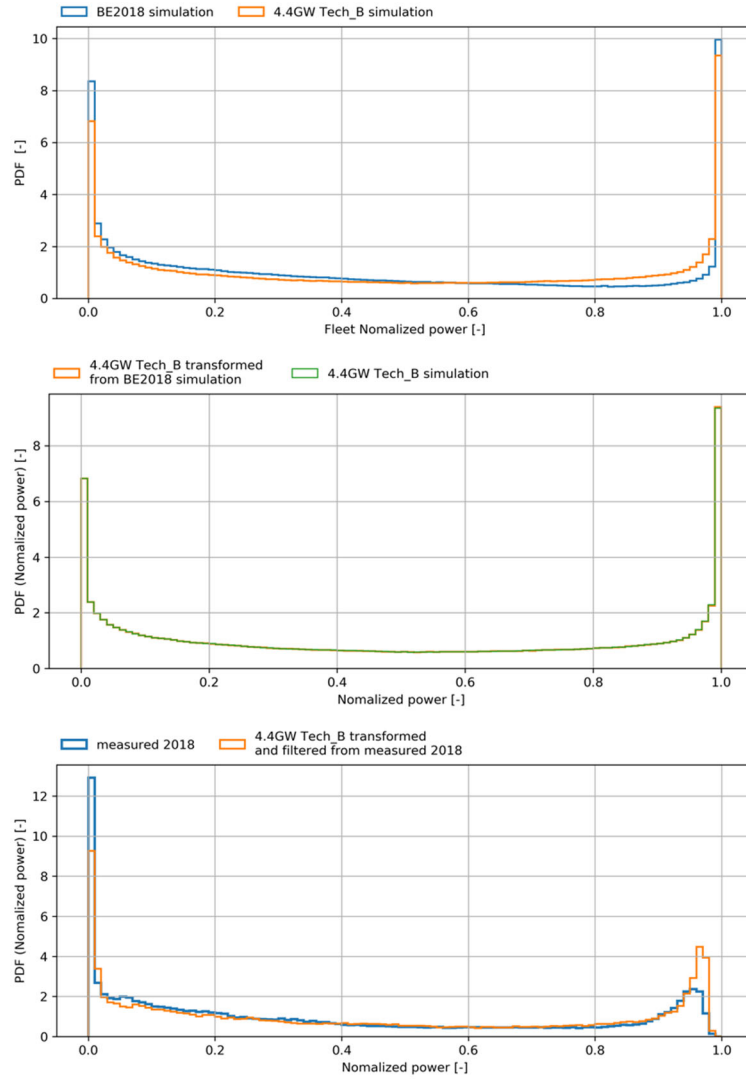 BE2018 simulation 4.4GW Tech_B simulation
10
8
6
4
2
0
PDF [-]
0.0 0.2 0.4 0.6 0.8 1.0
Fleet Nomalized power [-]
4.4GW Tech_B transformed
from BE2018 simulation
4.4GW Tech_B simulation
8
6
4
2
0
PDF (Normalized power) [-]
0.0 0.2 0.4 0.6 0.8 1.0
Nomalized power [-]
measured 2018
4.4GW Tech_B transformed
and filtered from measured 2018
12
10
8
6
4
2
0
PDF (Normalized power) [-]
0.0 0.2 0.4 0.6 0.8 1.0
Nomalized power [-]